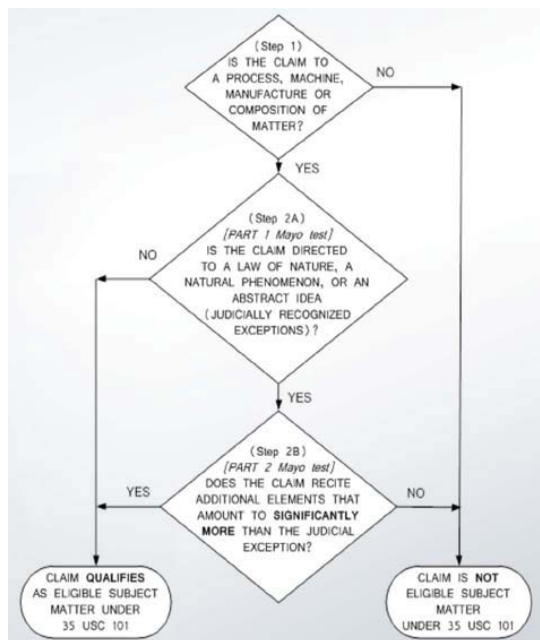 (Step 1)
IS THE CLAIM TO
A PROCESS, MACHINE,
MANUFACTURE OR
COMPOSITION OF
MATTER?
NO
YES
(Step 2A)
[PART 1 Mayo test]
IS THE CLAIM DIRECTED
TO A LAW OF NATURE, A
NATURAL PHENOMENON, OR AN
ABSTRACT IDEA
(JUDICIALLY RECOGNIZED
EXCEPTIONS)?
NO
YES
(Step 2B)
[PART 2 Mayo test]
DOES THE CLAIM RECITE
ADDITIONAL ELEMENTS THAT
AMOUNT TO SIGNIFICANTLY
MORE THAN THE JUDICIAL
EXCEPTION?
YES
NO
CLAIM QUALIFIES
AS ELIGIBLE SUBJECT
MATTER UNDER
35 USC 101
CLAIM IS NOT
ELIGIBLE SUBJECT
MATTER
UNDER 35 USC 101